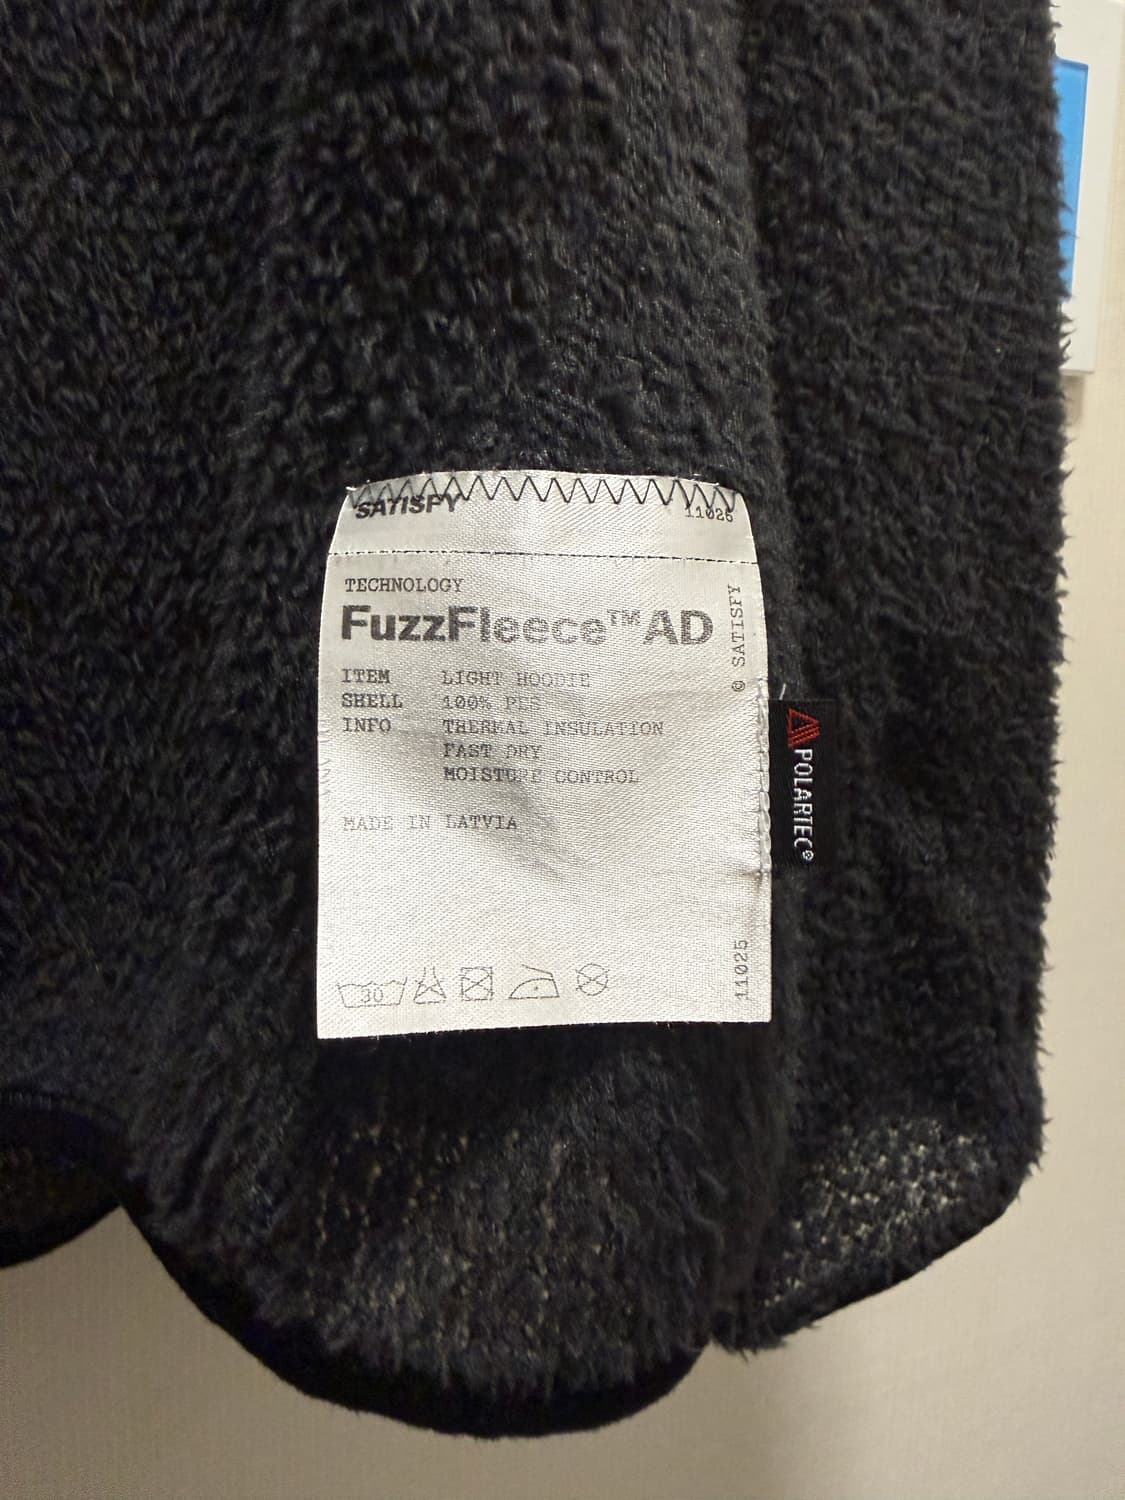 SATISFY
11025
TECHNOLOGY
FuzzFleece™AD
ITEM LIGHT HOODIE
SHELL 100% PES
INFO THERMAL INSULATION
FAST DRY
MOISTURE CONTROL
MADE IN LATVIA
30
© SATISFY
11025
POLARTEC®